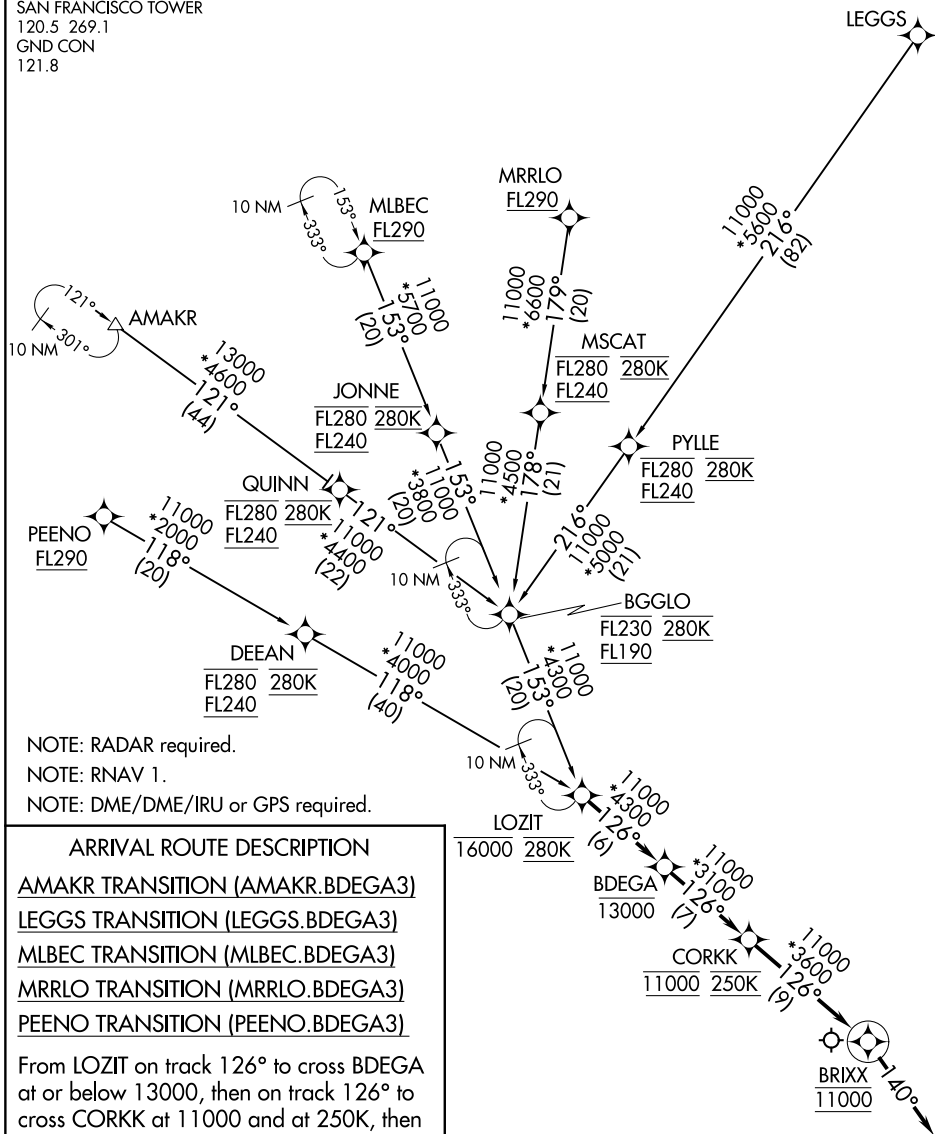 SAN FRANCISCO TOWER
120.5 269.1
GND CON
121.8
LEGGS
11000
*5600
216°
(82)
MRRLO
FL290
11000
*6600
179°
(20)
10 NM
153°
333°
MLBEC
FL290
11000
*5700
153°
(20)
121°
301°
10 NM
AMAKR
13000
*4600
121°
(44)
MSCAT
FL280 280K
FL240
11000
*4500
178°
(21)
JONNE
FL280 280K
FL240
153°
11000
*3800
(20)
PYLLE
FL280 280K
FL240
216°
11000
*5000
(21)
QUINN
FL280 280K
FL240
121°
11000
*4400
(22)
PEENO
FL290
11000
*2000
118°
(20)
10 NM
333°
BGGLO
FL230 280K
FL190
11000
*4300
153°
(20)
DEEAN
FL280 280K
FL240
11000
*4000
118°
(40)
10 NM
333°
NOTE: RADAR required.
NOTE: RNAV 1.
NOTE: DME/DME/IRU or GPS required.
LOZIT
16000 280K
11000
*4300
126°
(6)
BDEGA
13000
11000
*3100
126°
(7)
CORKK
11000 250K
11000
*3600
126°
(9)
BRIXX
11000
140°
ARRIVAL ROUTE DESCRIPTION
AMAKR TRANSITION (AMAKR.BDEGA3)
LEGGS TRANSITION (LEGGS.BDEGA3)
MLBEC TRANSITION (MLBEC.BDEGA3)
MRRLO TRANSITION (MRRLO.BDEGA3)
PEENO TRANSITION (PEENO.BDEGA3)
From LOZIT on track 126° to cross BDEGA
at or below 13000, then on track 126° to
cross CORKK at 11000 and at 250K, then